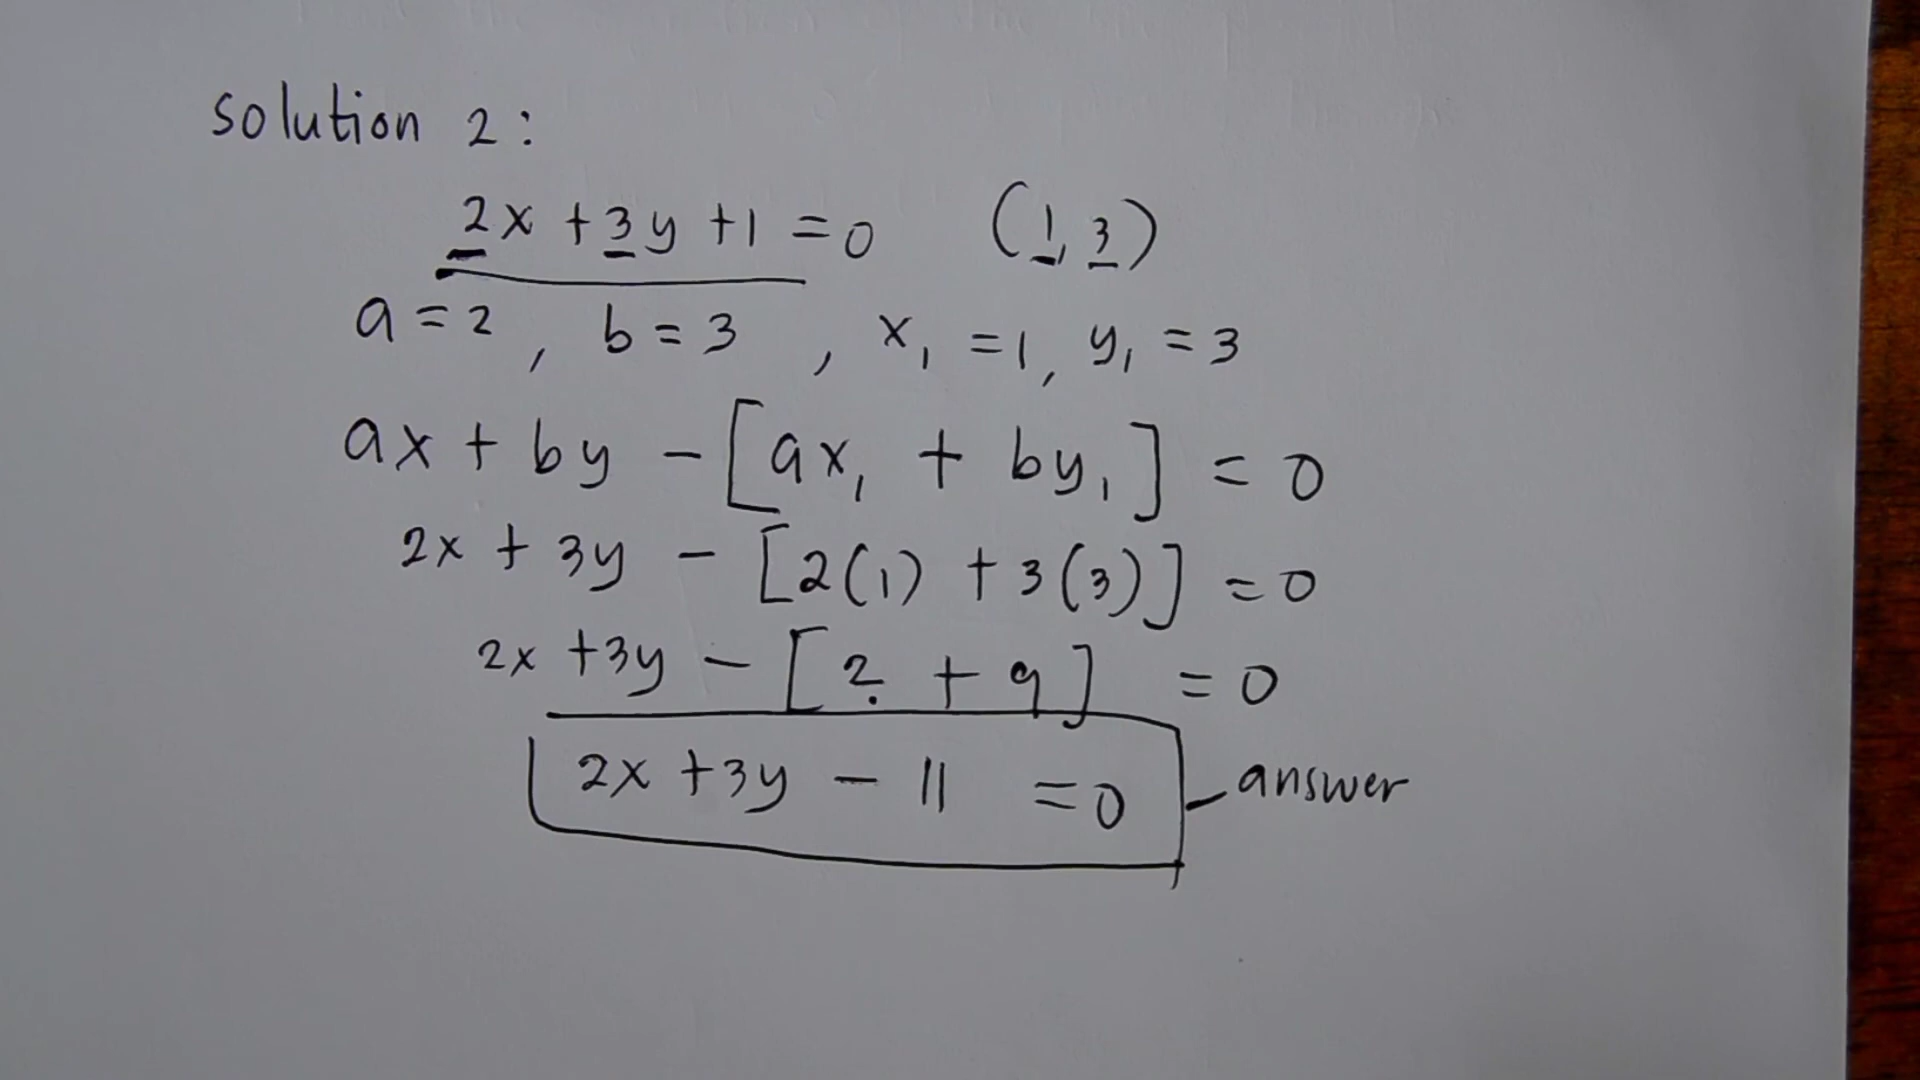 solution 2:
2x + 3y + 1 = 0 (1, 3)
a = 2, b = 3, x₁ = 1, y₁ = 3
ax + by - [ax₁ + by₁] = 0
2x + 3y - [2(1) + 3(3)] = 0
2x + 3y - [2 + 9] = 0
2x + 3y - 11 = 0 - answer